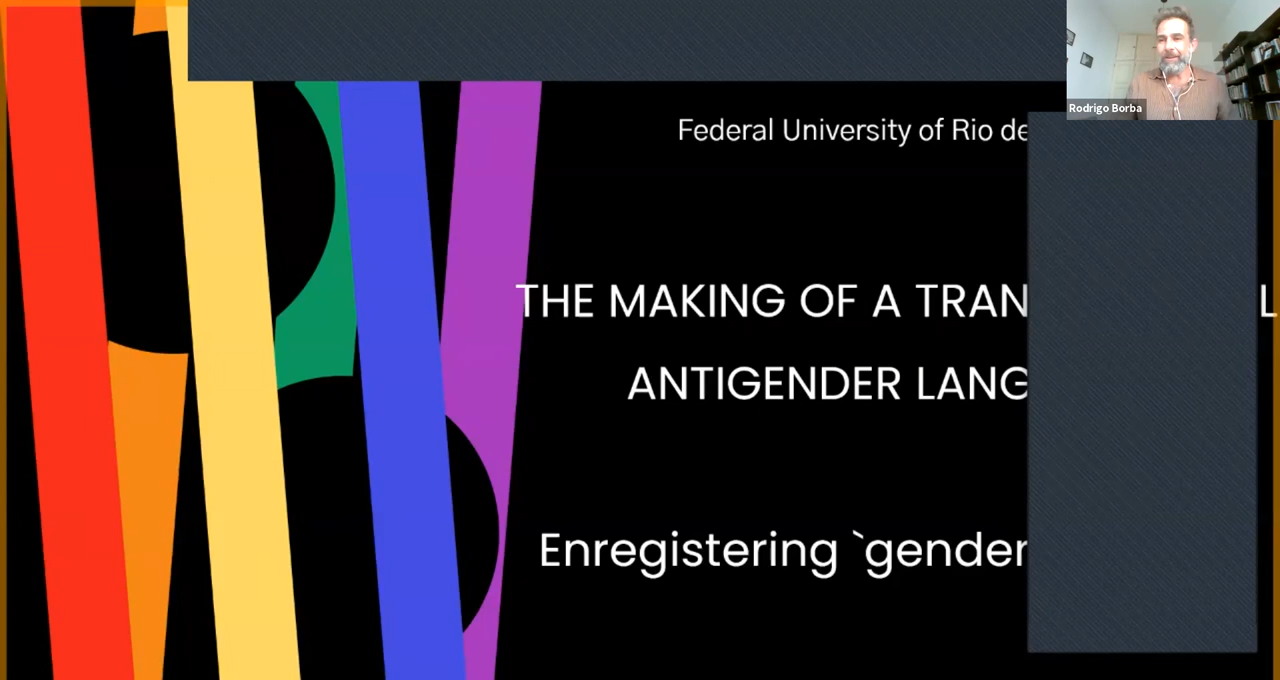 Rodrigo Borba
Federal University of Rio de
THE MAKING OF A TRAN L
ANTIGENDER LANG
Enregistering `gender